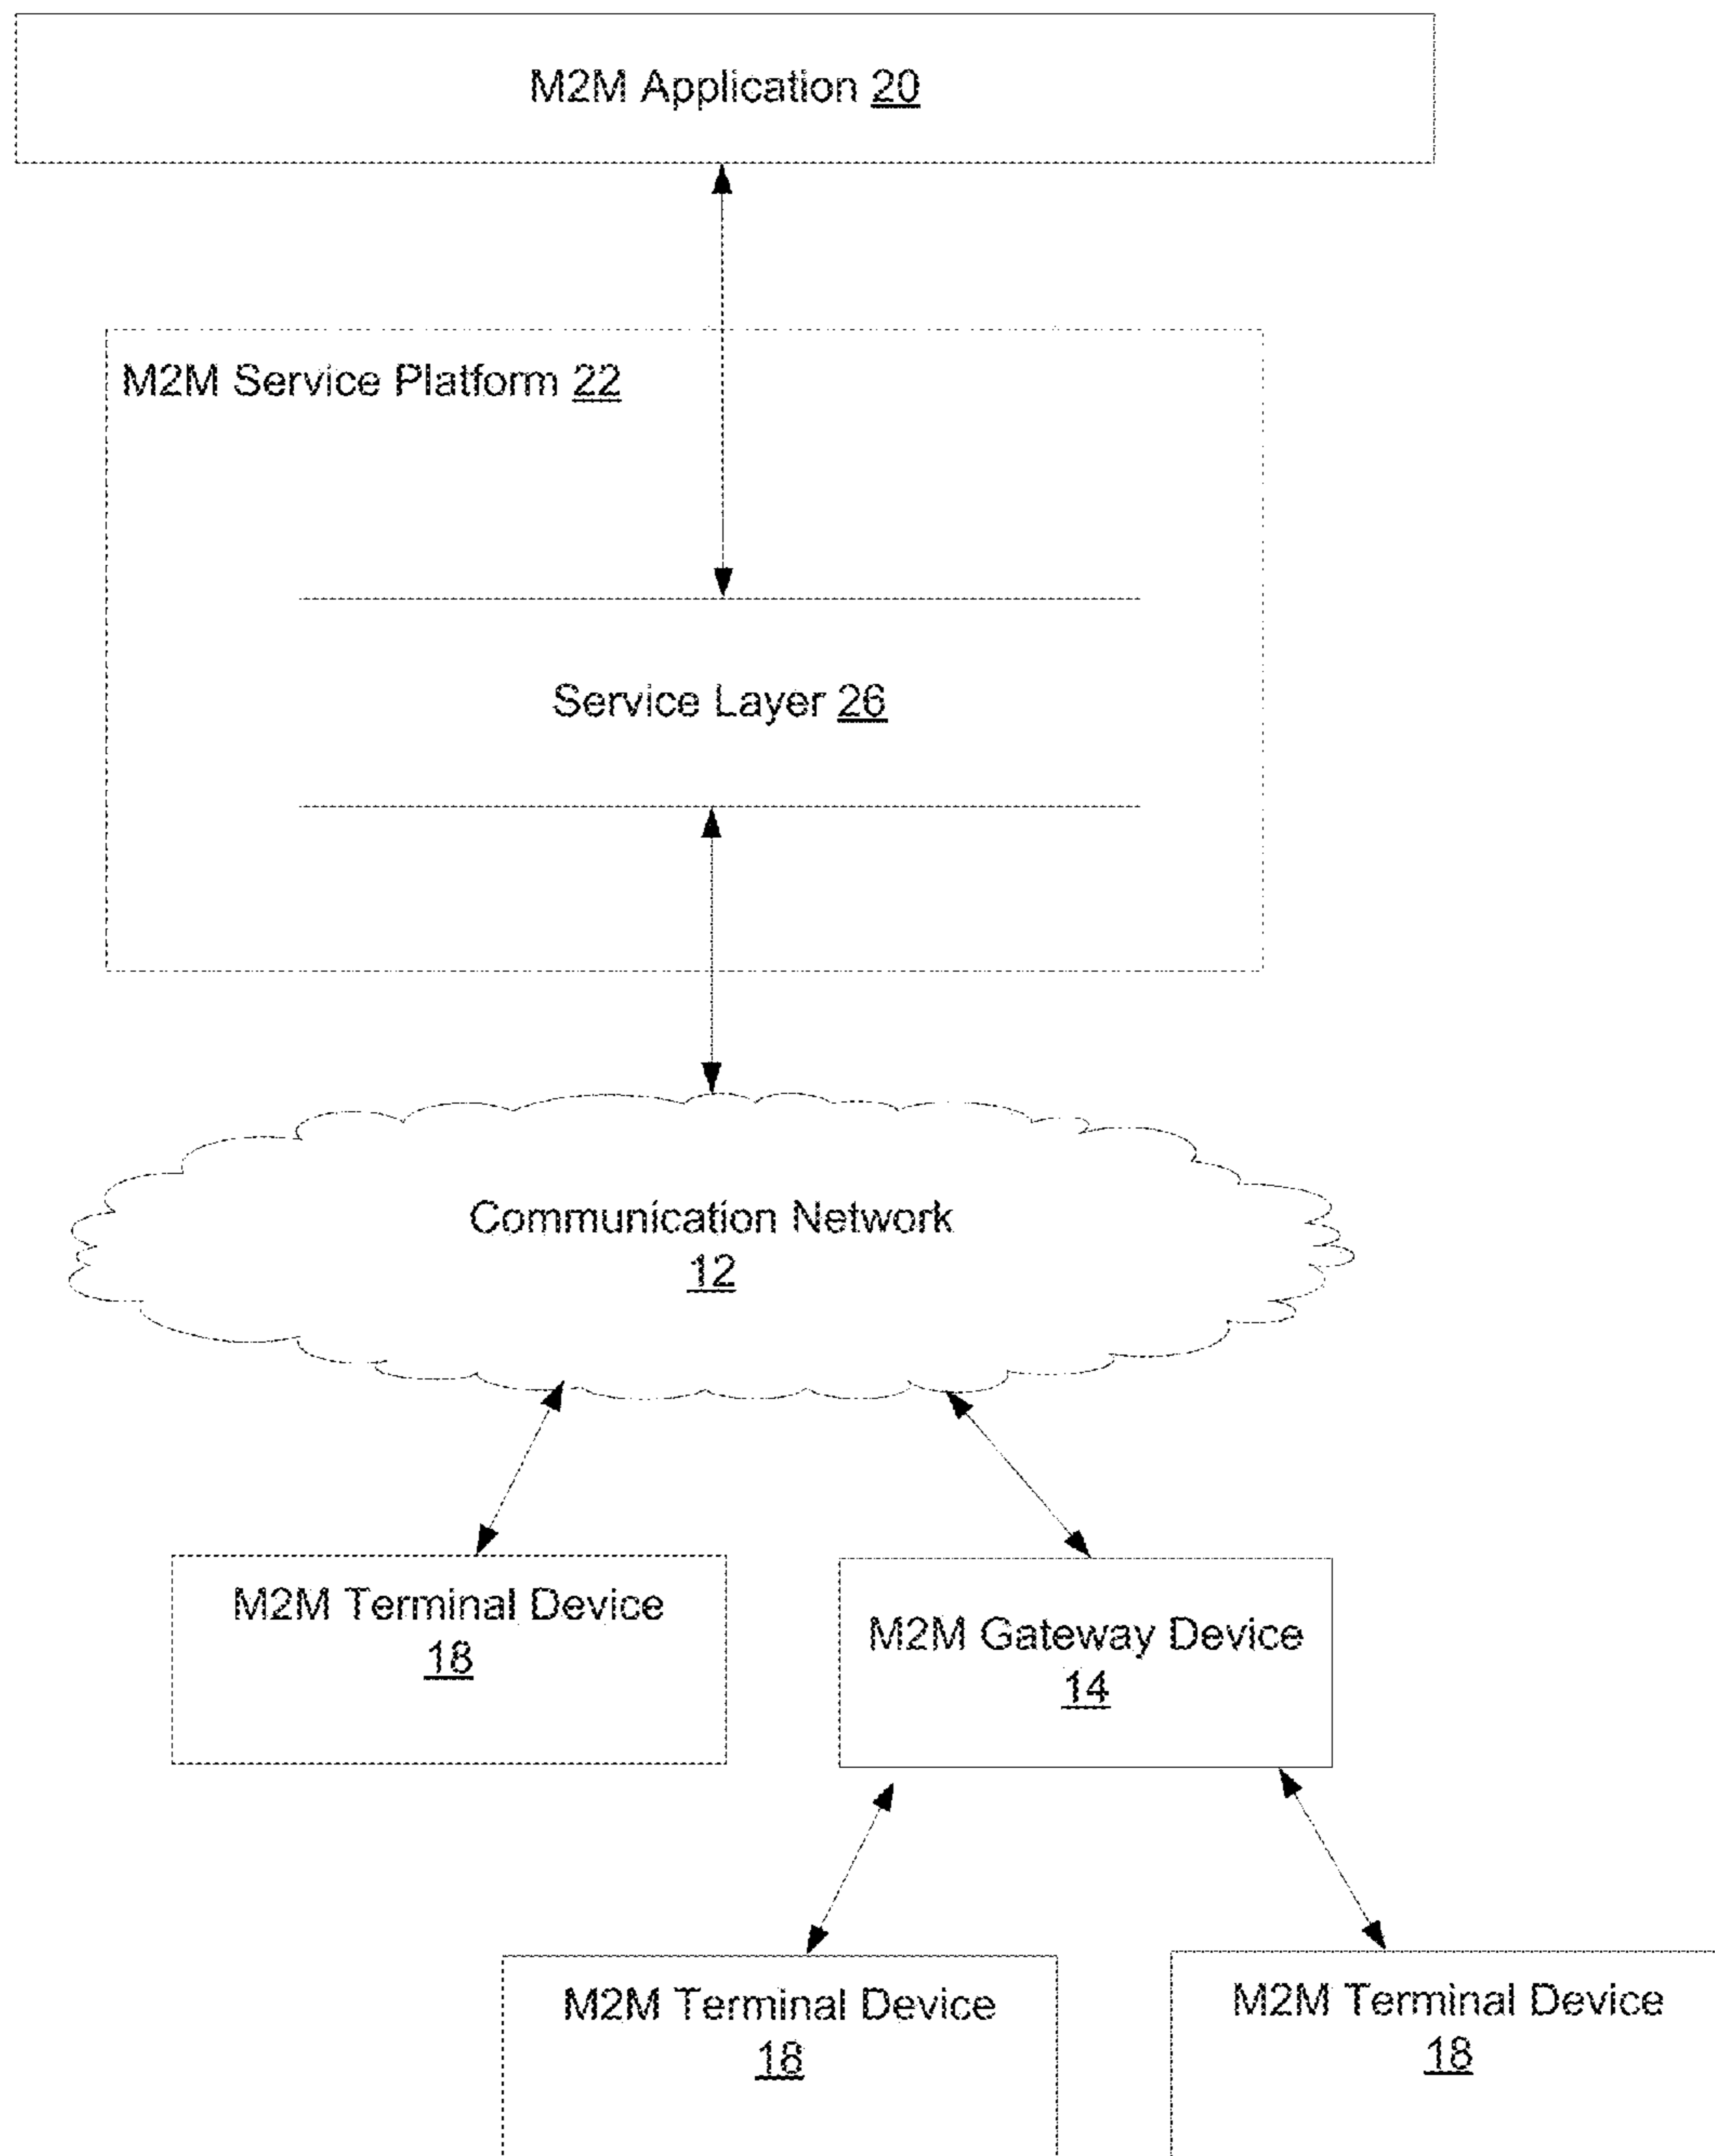 M2M Application 20
M2M Service Platform 22
Service Layer 26
Communication Network
12
M2M Terminal Device
18
M2M Gateway Device
14
M2M Terminal Device
18
M2M Terminal Device
18